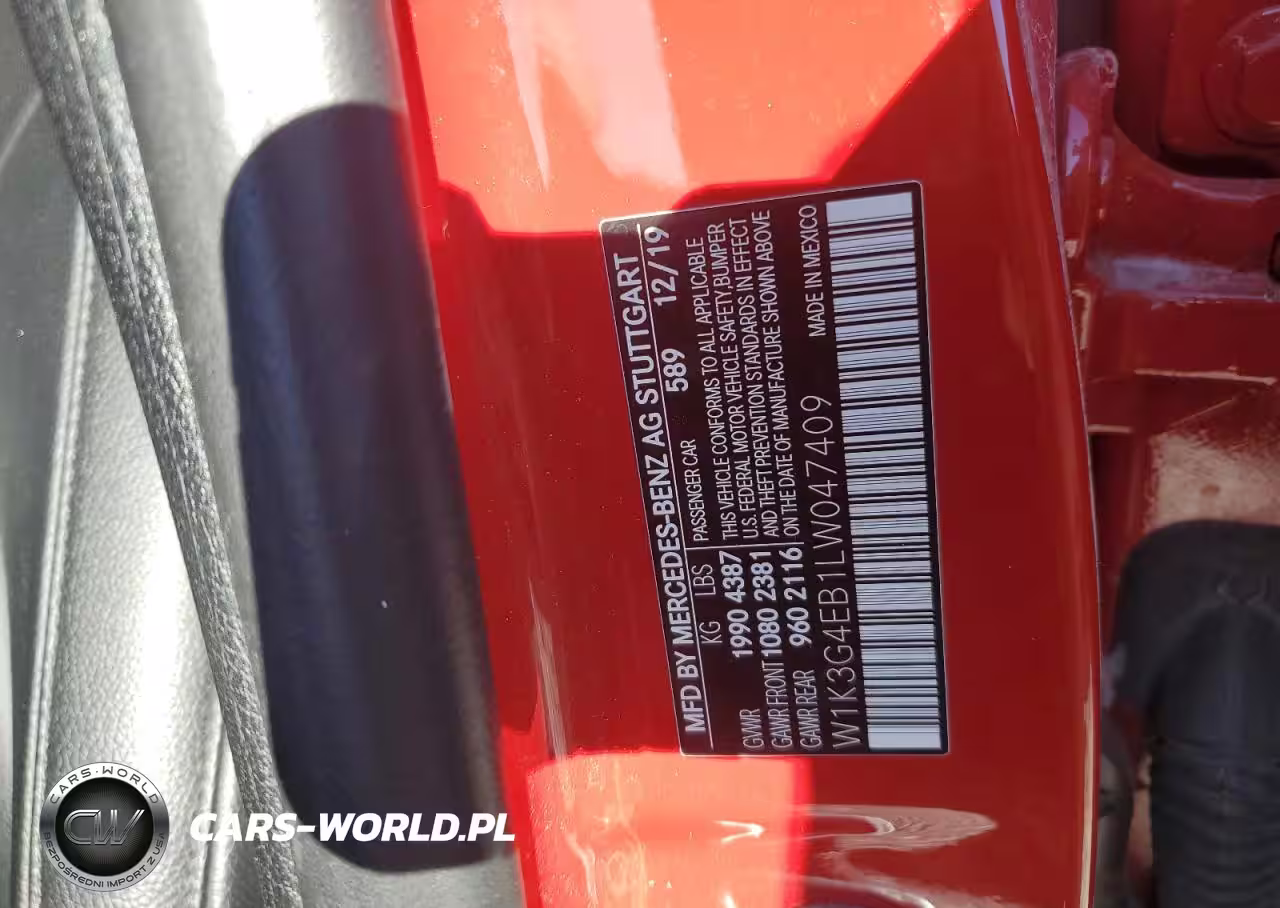 MFD BY MERCEDES-BENZ AG STUTTGART
KG LBS PASSENGER CAR 589 12/19
GVWR 1990 4387
GAWR FRONT 1080 2381
GAWR REAR 960 2116
THIS VEHICLE CONFORMS TO ALL APPLICABLE
U.S. FEDERAL MOTOR VEHICLE SAFETY,BUMPER
AND THEFT PREVENTION STANDARDS IN EFFECT
ON THE DATE OF MANUFACTURE SHOWN ABOVE
W1K3G4EB1LW047409 MADE IN MEXICO
CARS-WORLD
CW
BEZPOŚREDNI IMPORT Z USA
CARS-WORLD.PL